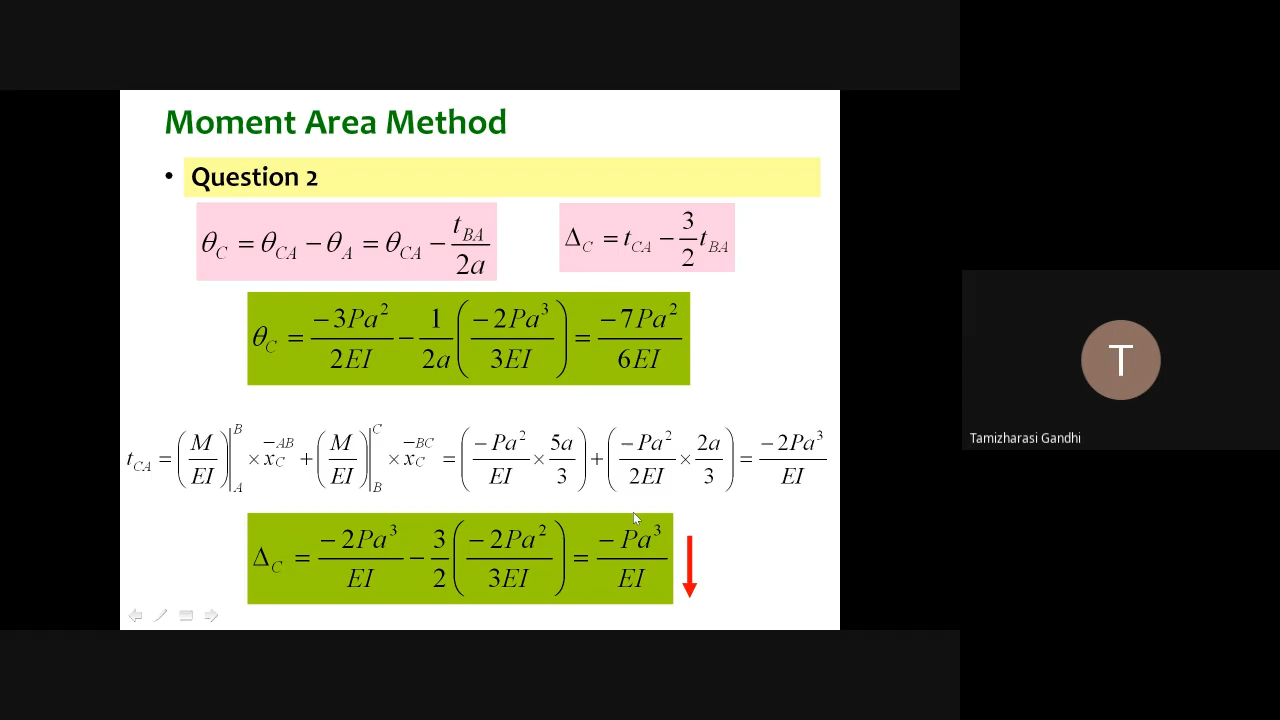 Moment Area Method
• Question 2
θ_C = θ_CA − θ_A = θ_CA − t_BA / 2a
Δ_C = t_CA − 3/2 t_BA
θ_C = −3Pa² / 2EI − 1/2a (−2Pa³ / 3EI) = −7Pa² / 6EI
t_CA = (M/EI)|_A^B × x̄_C^AB + (M/EI)|_B^C × x̄_C^BC = (−Pa²/EI × 5a/3) + (−Pa²/2EI × 2a/3) = −2Pa³/EI
Δ_C = −2Pa³ / EI − 3/2 (−2Pa² / 3EI) = −Pa³ / EI
T
Tamizharasi Gandhi